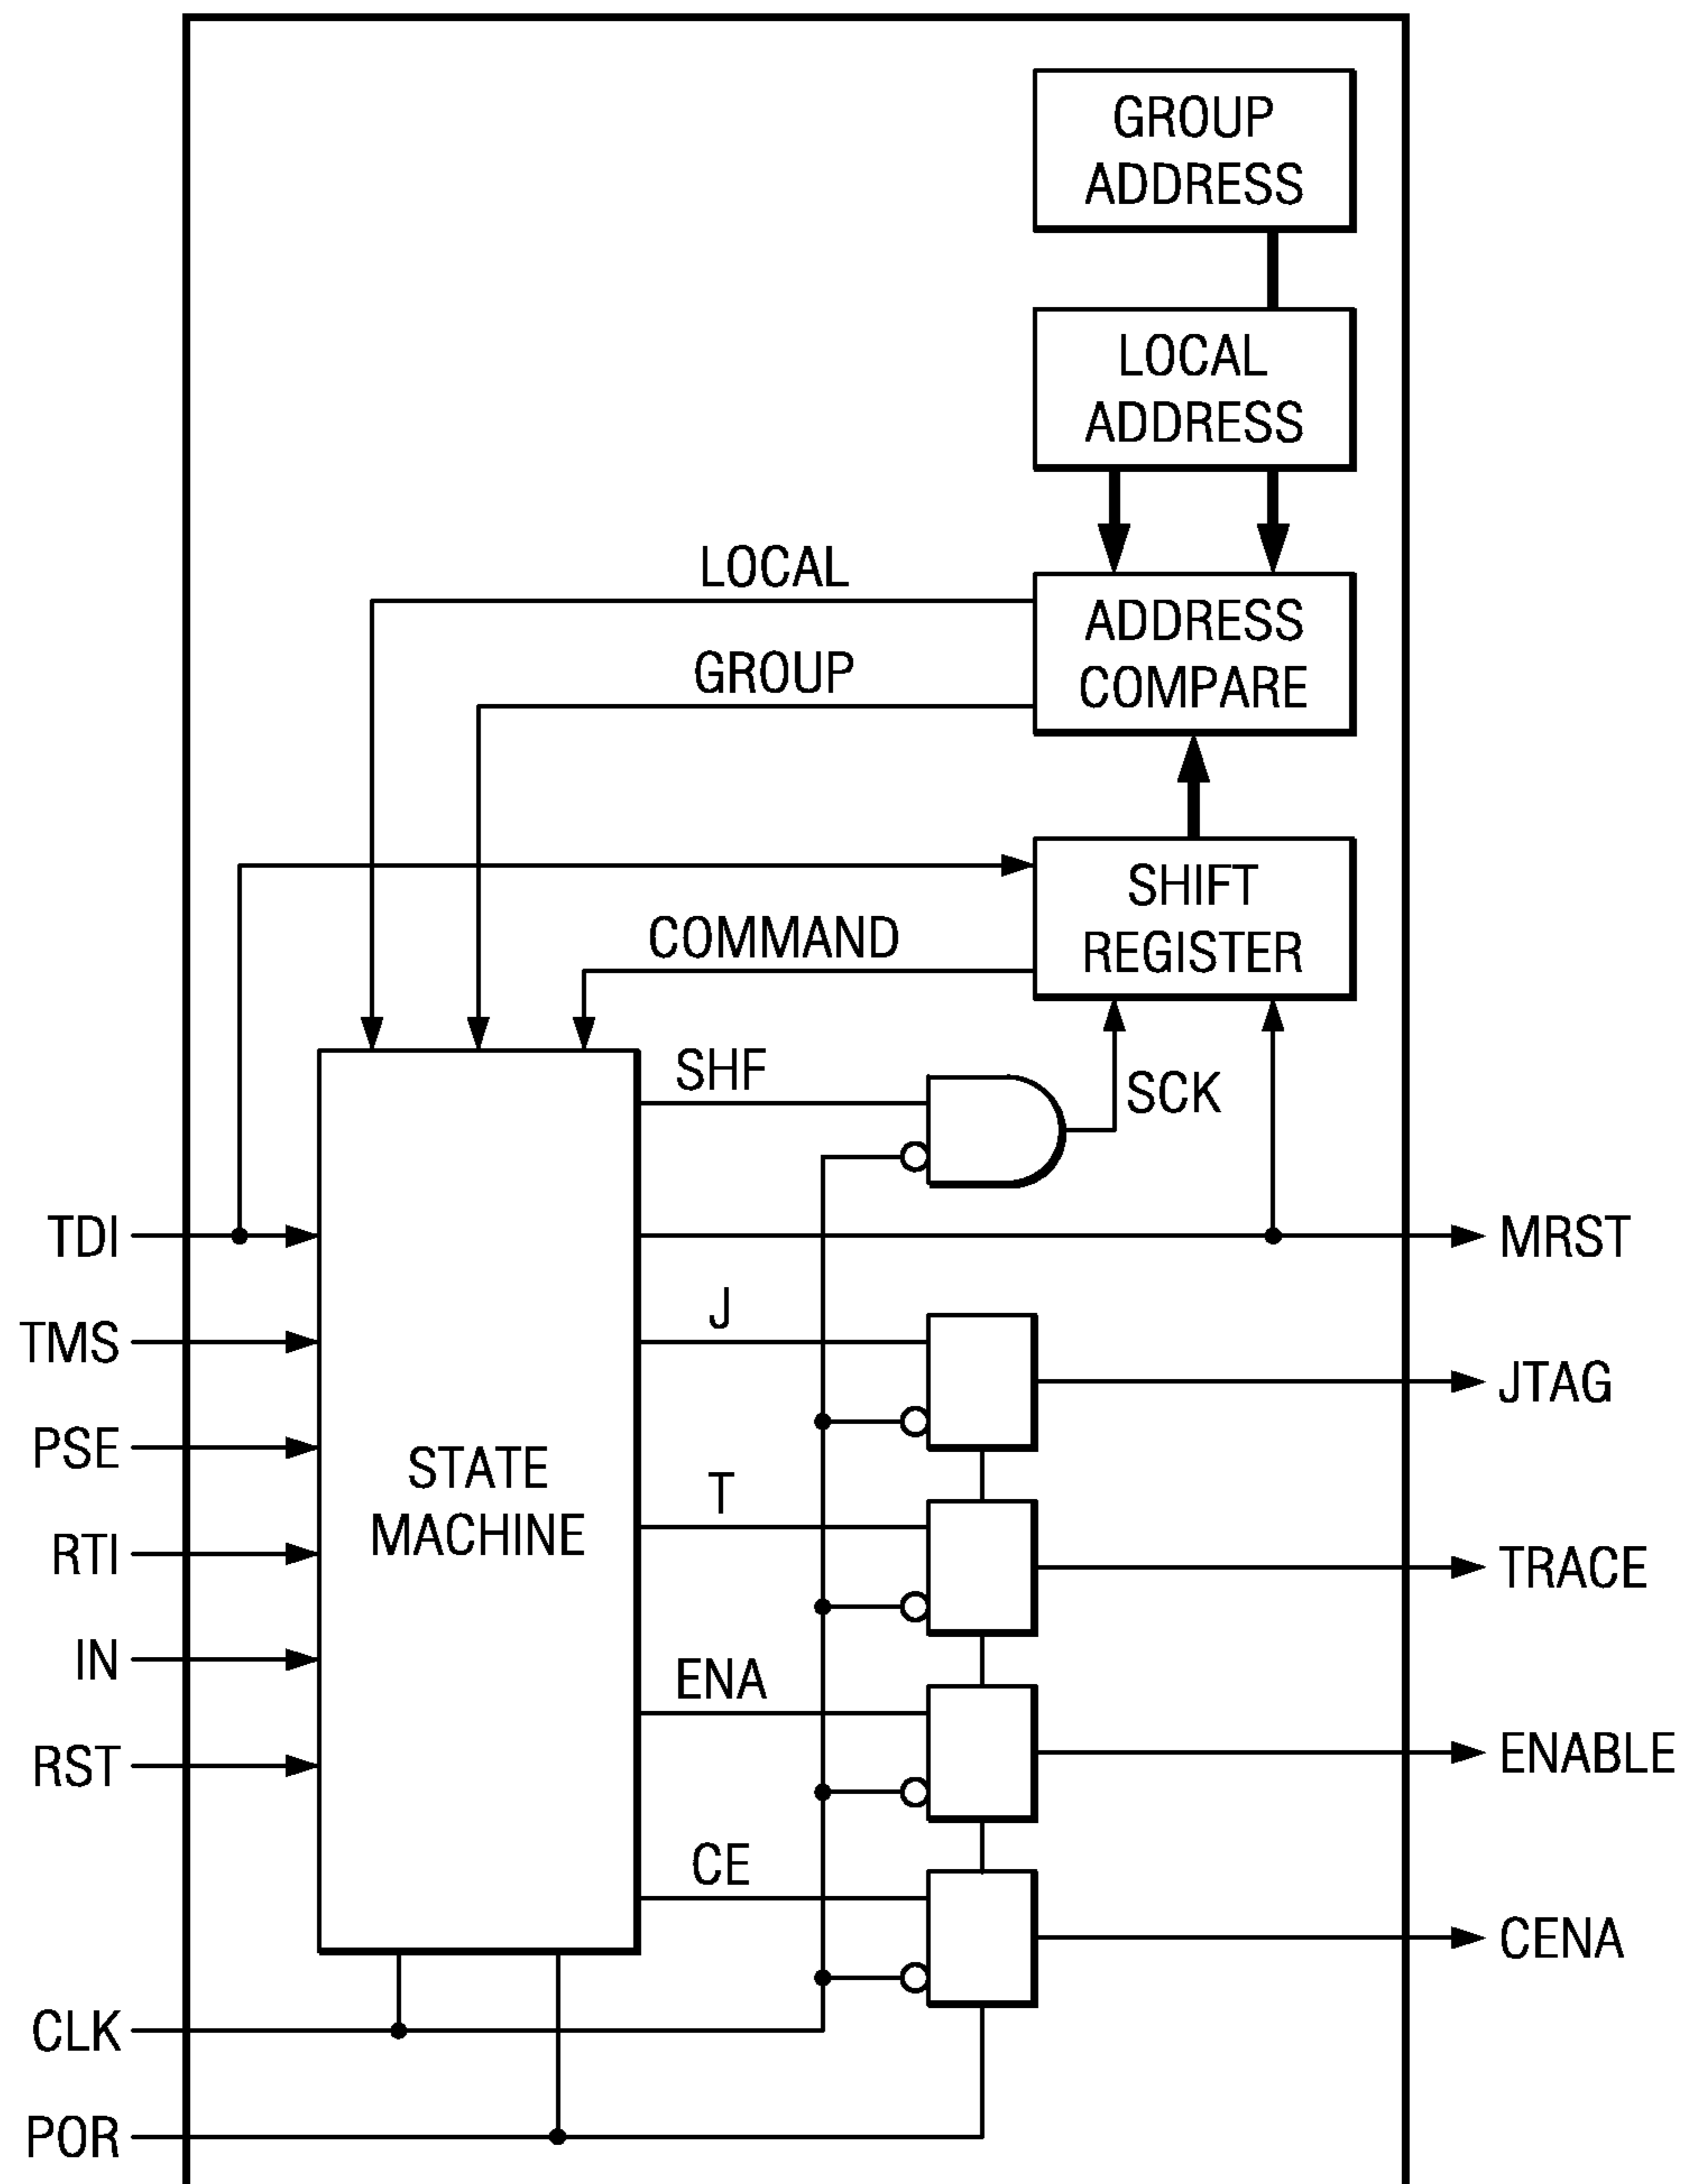 GROUP
ADDRESS
LOCAL
ADDRESS
LOCAL
ADDRESS
COMPARE
GROUP
SHIFT
REGISTER
COMMAND
SHF
SCK
TDI
MRST
J
TMS
JTAG
PSE
STATE
MACHINE
T
RTI
TRACE
IN
ENA
RST
ENABLE
CE
CENA
CLK
POR